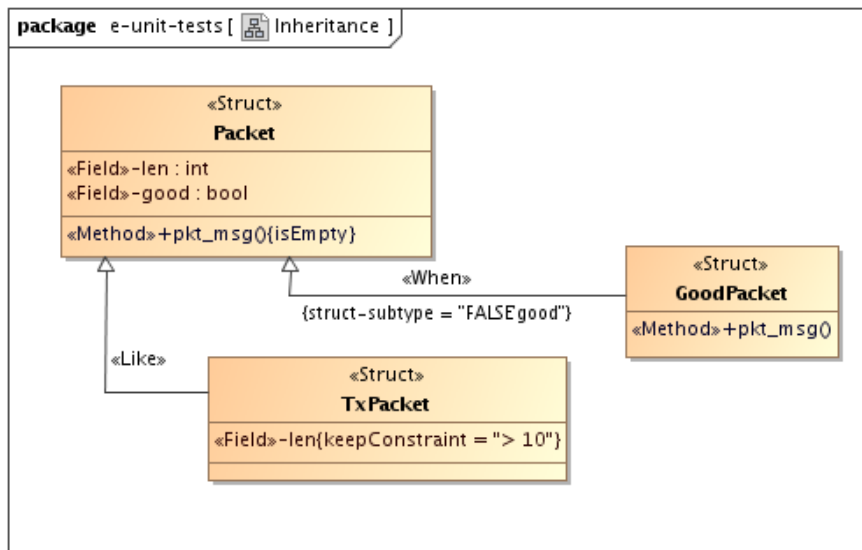 package e-unit-tests [ Inheritance ]
«Struct»
Packet
«Field»-len : int
«Field»-good : bool
«Method»+pkt_msg(){isEmpty}
«When»
{struct-subtype = "FALSE'good"}
«Struct»
GoodPacket
«Method»+pkt_msg()
«Like»
«Struct»
TxPacket
«Field»-len{keepConstraint = "> 10"}